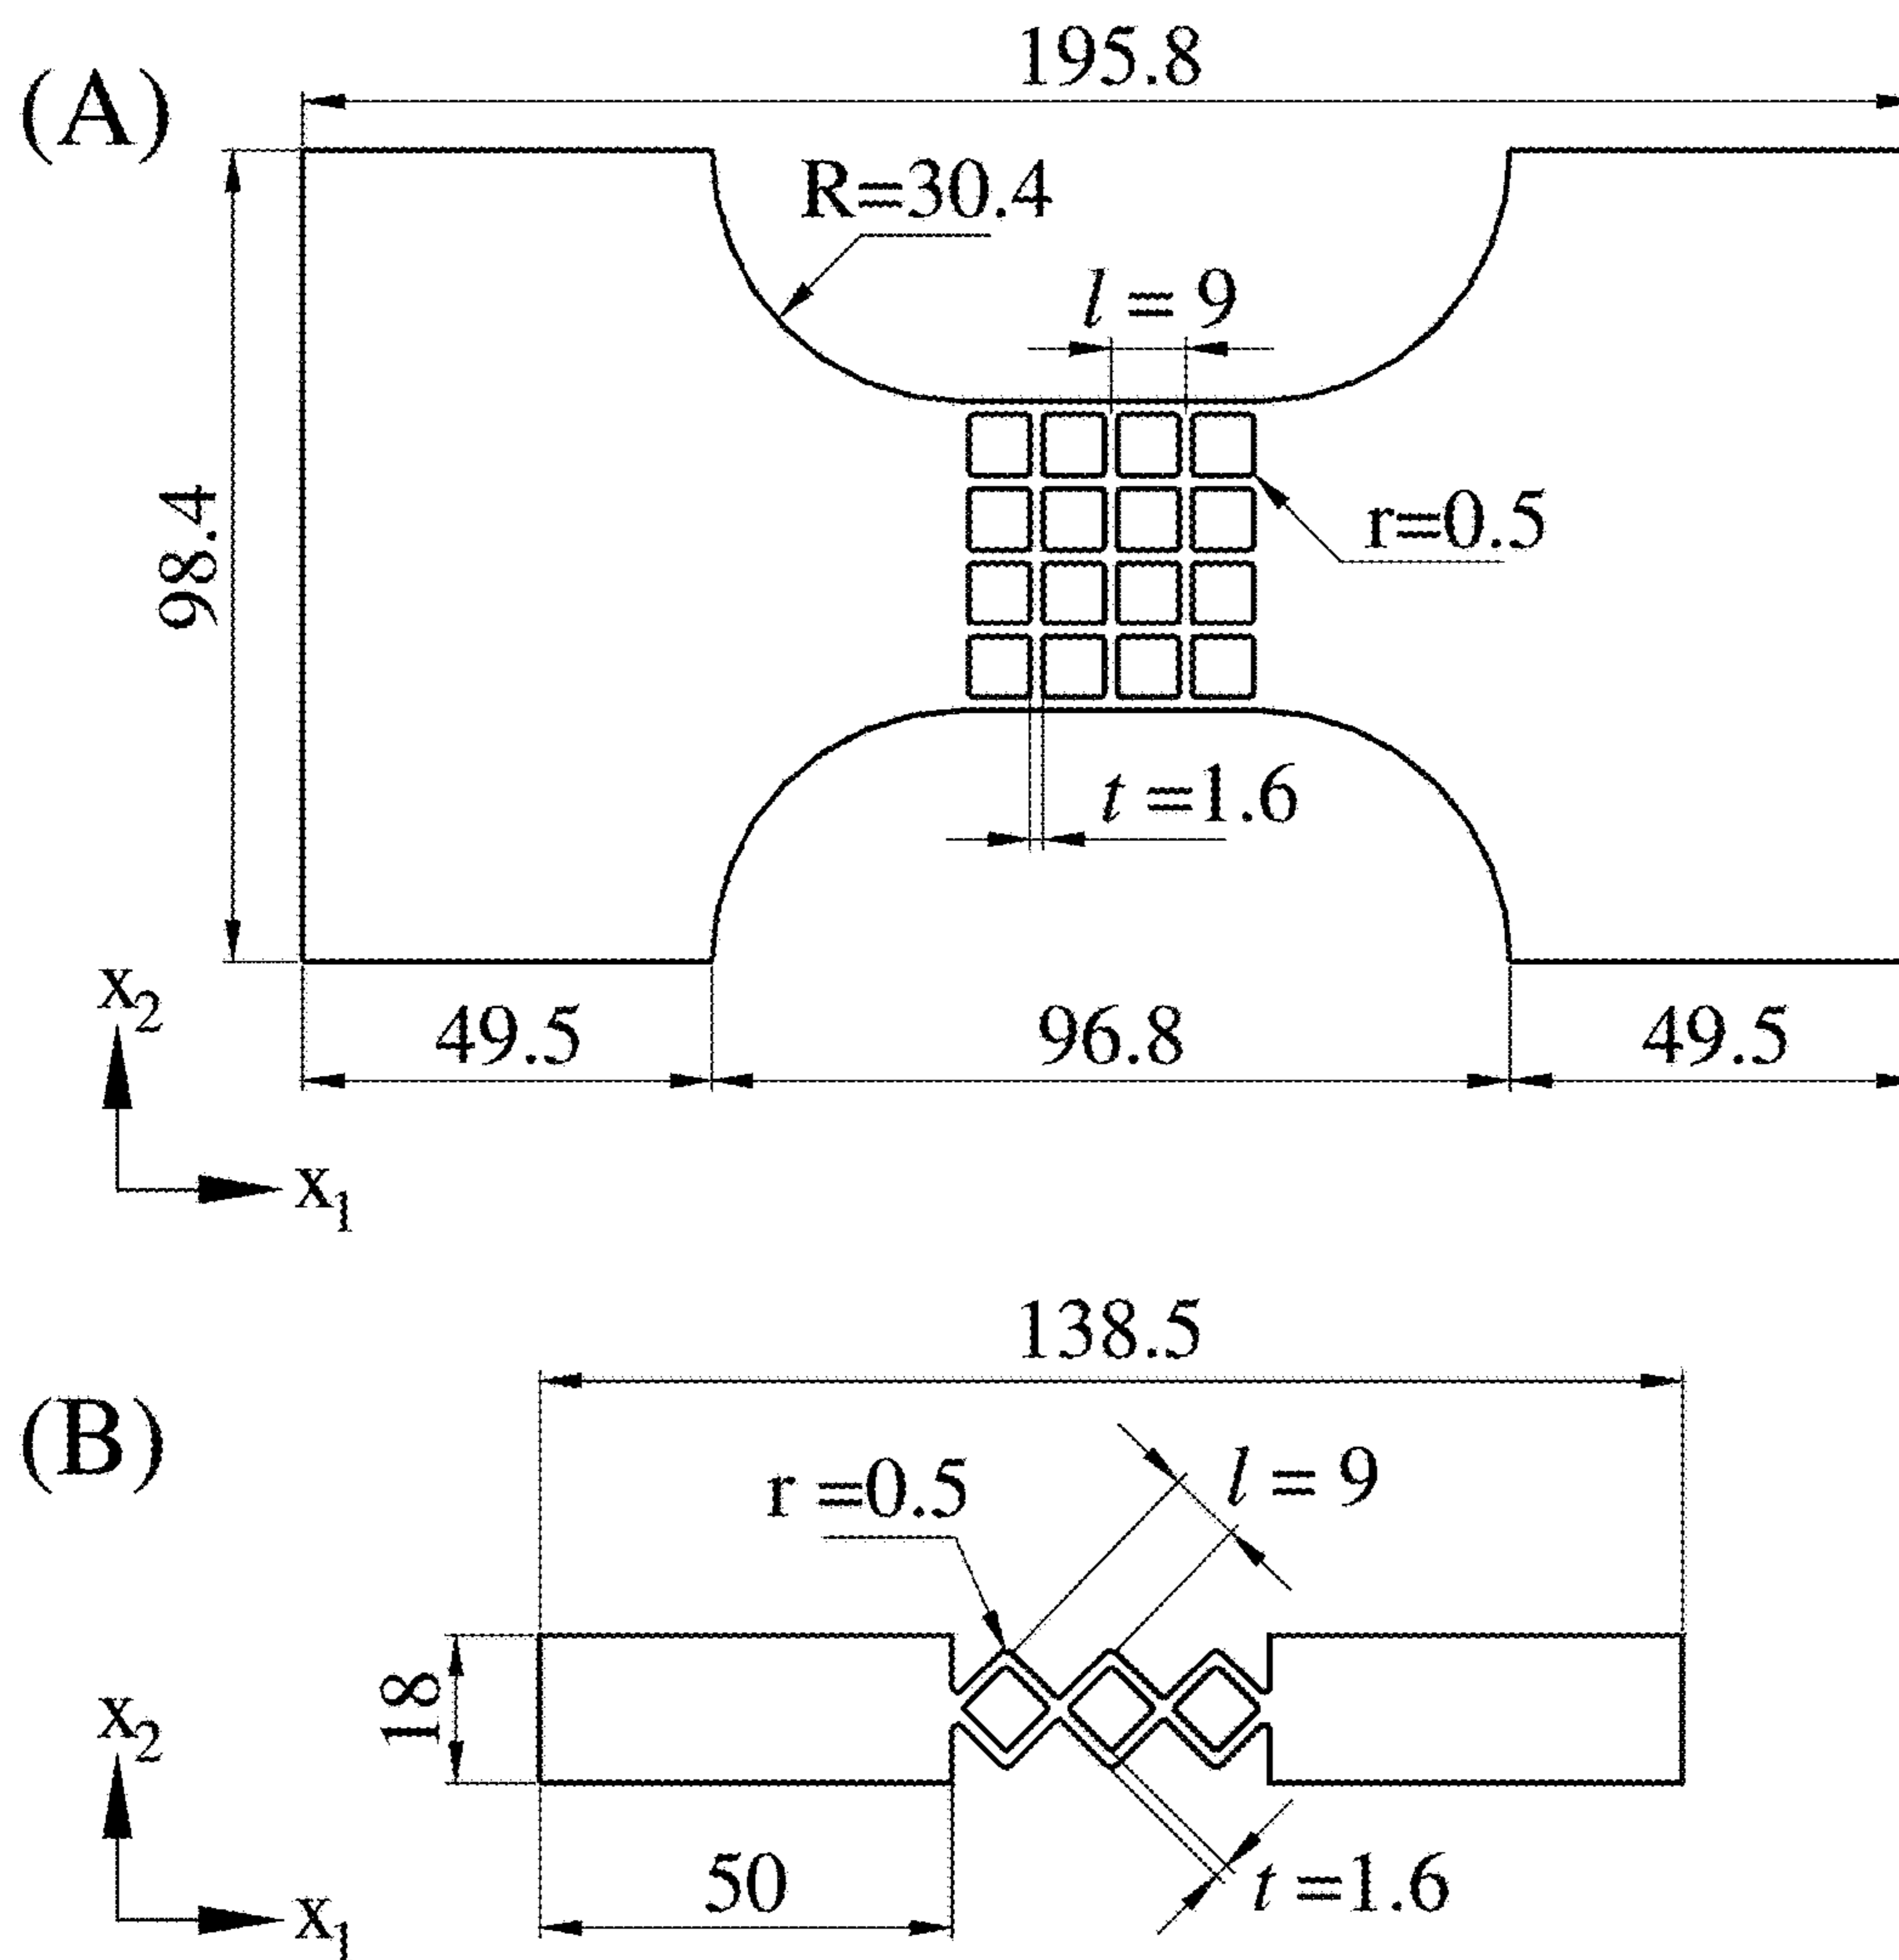 (A)
195.8
R=30.4
l = 9
98.4
r=0.5
t =1.6
x2
49.5
96.8
49.5
x1
138.5
(B)
r =0.5
l = 9
18
x2
50
t =1.6
x1